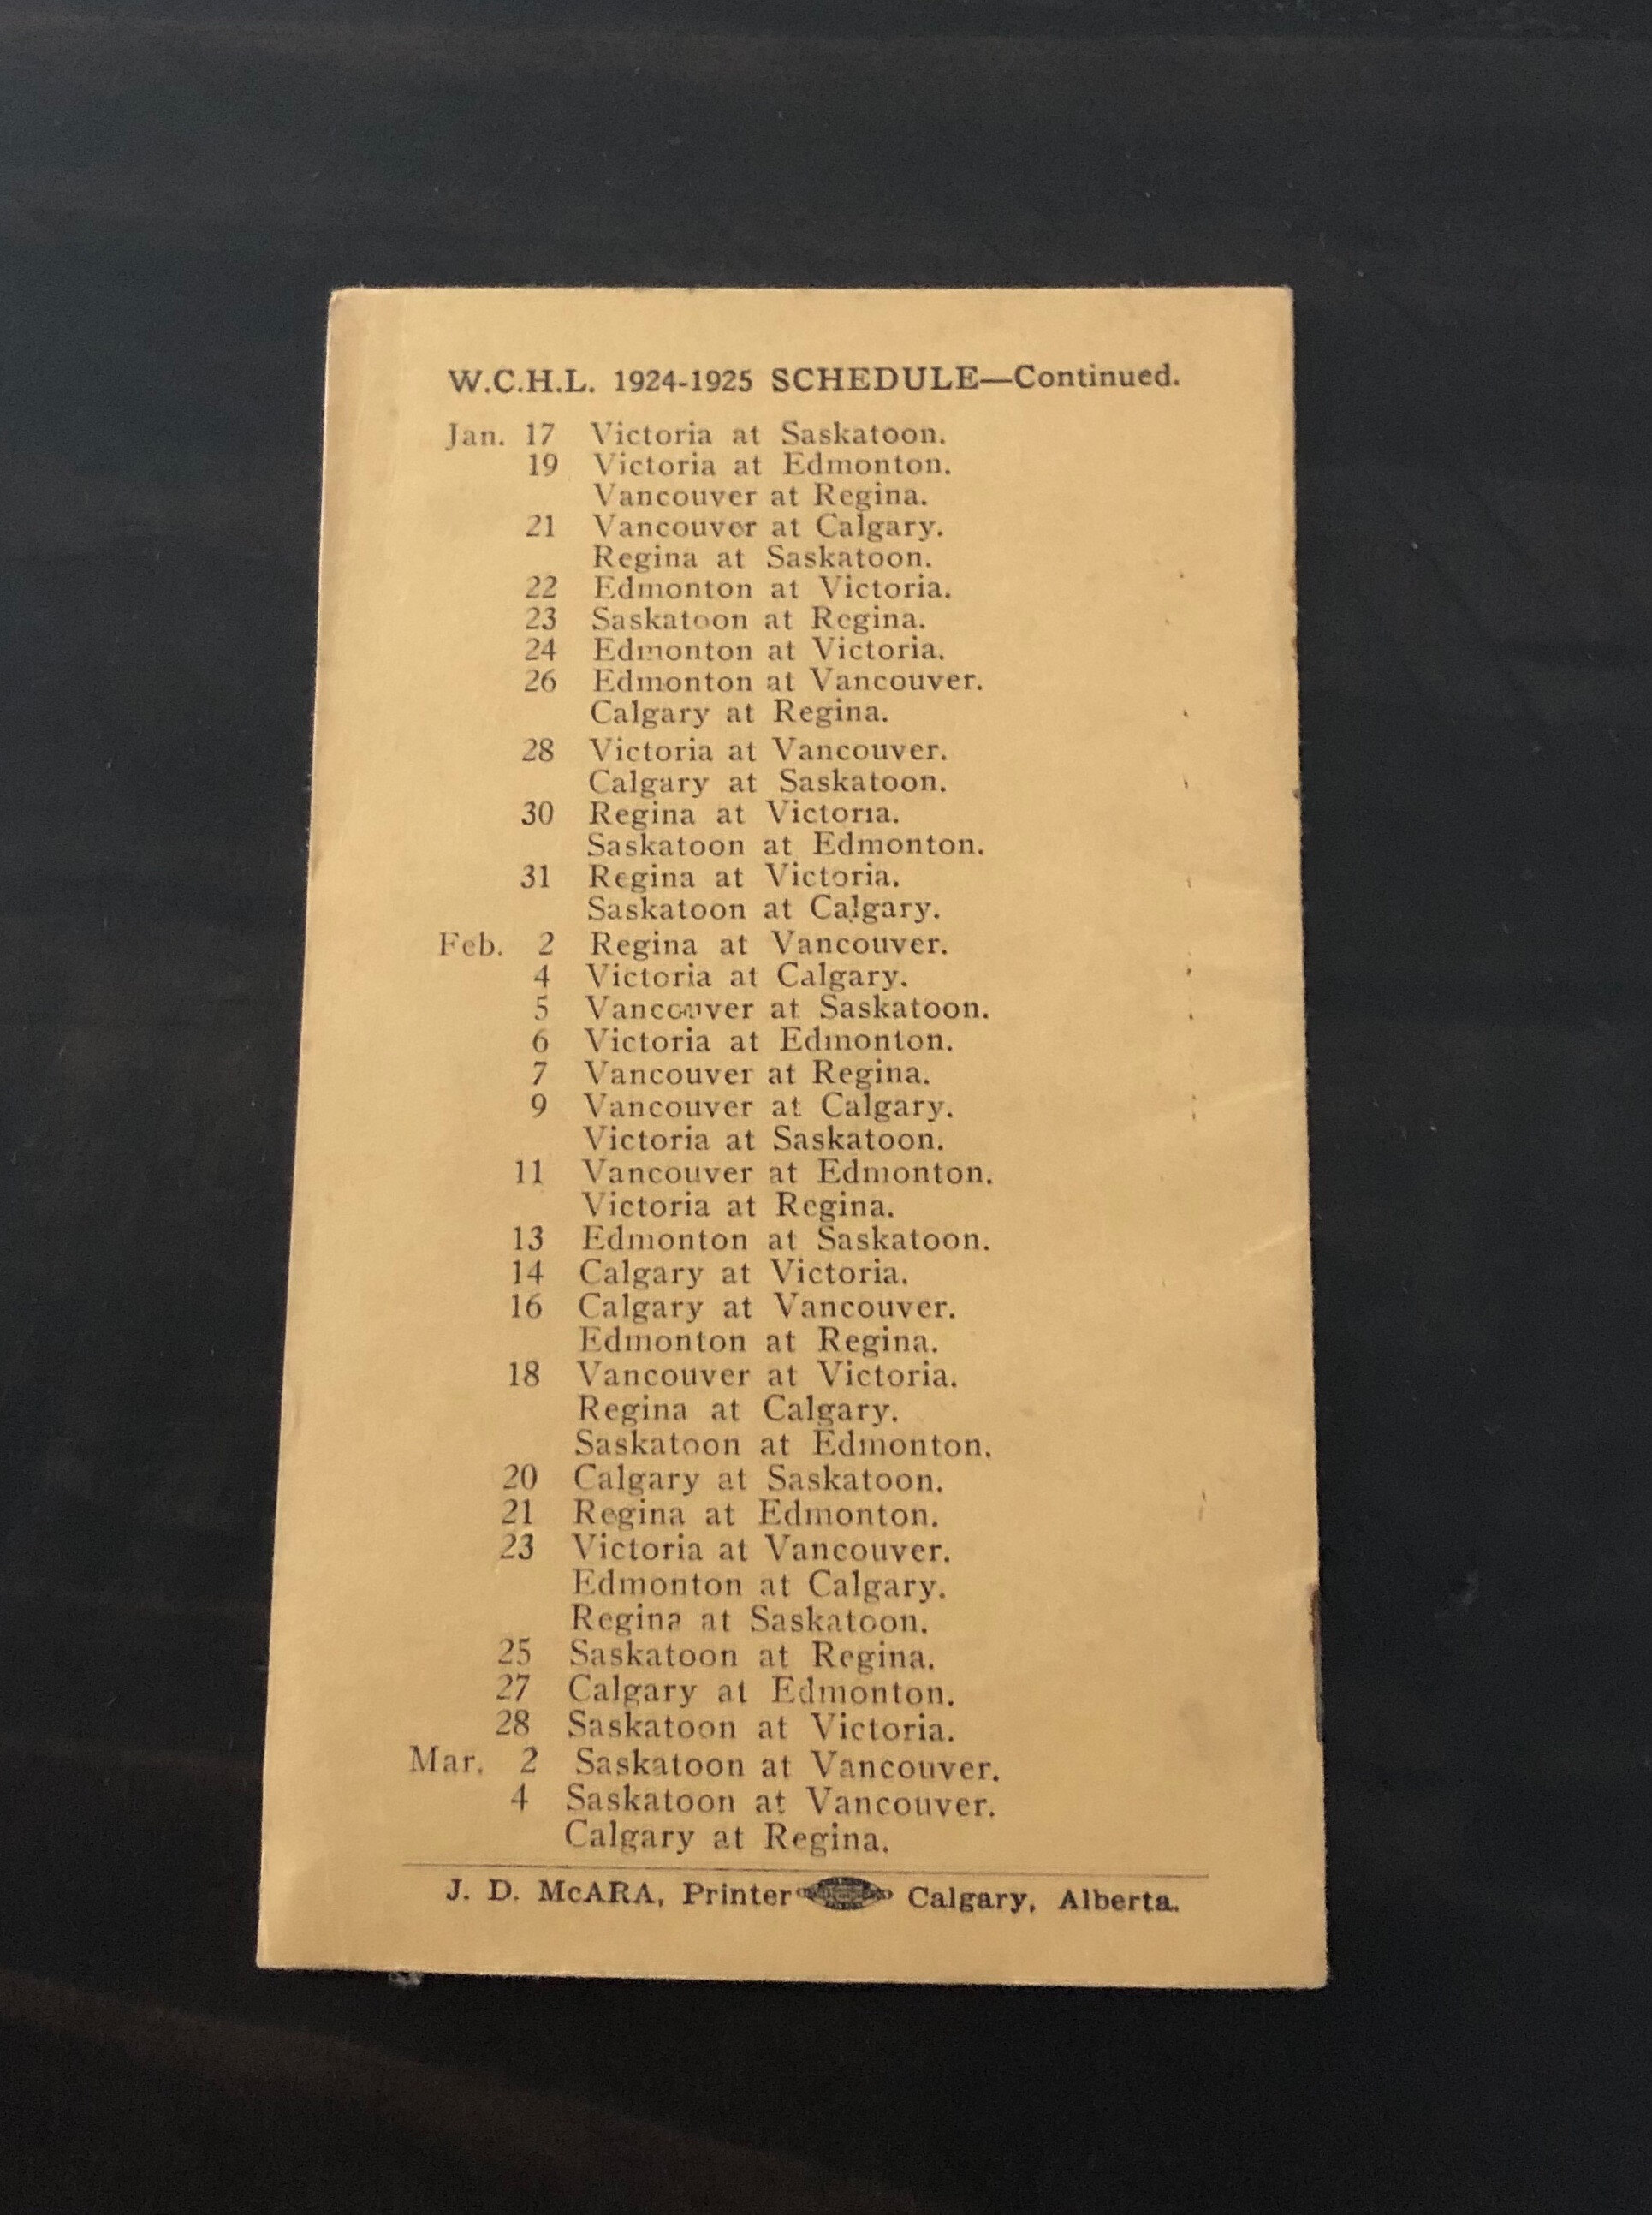 W.C.H.L. 1924-1925 SCHEDULE—Continued.
Jan. 17 Victoria at Saskatoon.
19 Victoria at Edmonton.
Vancouver at Regina.
21 Vancouver at Calgary.
Regina at Saskatoon.
22 Edmonton at Victoria.
23 Saskatoon at Regina.
24 Edmonton at Victoria.
26 Edmonton at Vancouver.
Calgary at Regina.
28 Victoria at Vancouver.
Calgary at Saskatoon.
30 Regina at Victoria.
Saskatoon at Edmonton.
31 Regina at Victoria.
Saskatoon at Calgary.
Feb. 2 Regina at Vancouver.
4 Victoria at Calgary.
5 Vancouver at Saskatoon.
6 Victoria at Edmonton.
7 Vancouver at Regina.
9 Vancouver at Calgary.
Victoria at Saskatoon.
11 Vancouver at Edmonton.
Victoria at Regina.
13 Edmonton at Saskatoon.
14 Calgary at Victoria.
16 Calgary at Vancouver.
Edmonton at Regina.
18 Vancouver at Victoria.
Regina at Calgary.
Saskatoon at Edmonton.
20 Calgary at Saskatoon.
21 Regina at Edmonton.
23 Victoria at Vancouver.
Edmonton at Calgary.
Regina at Saskatoon.
25 Saskatoon at Regina.
27 Calgary at Edmonton.
28 Saskatoon at Victoria.
Mar. 2 Saskatoon at Vancouver.
4 Saskatoon at Vancouver.
Calgary at Regina.
J. D. McARA, Printer Calgary, Alberta.